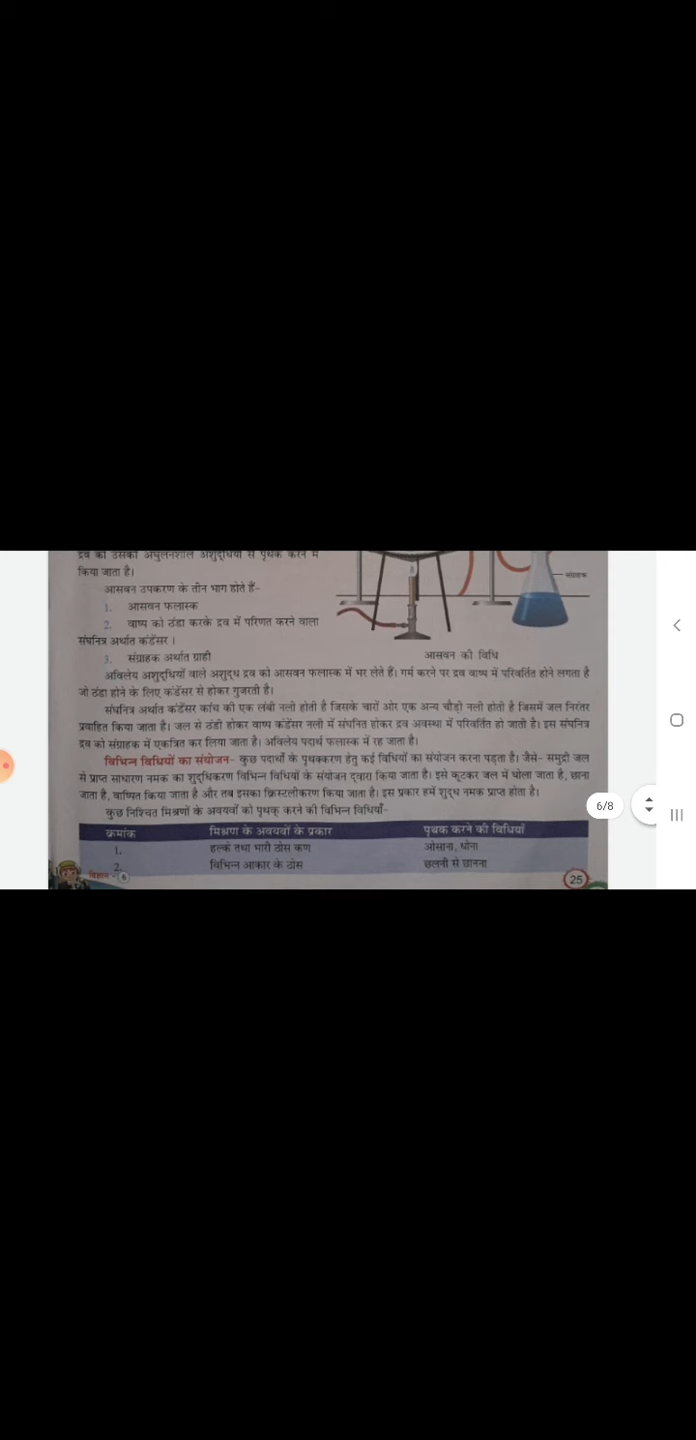 द्रव को उसकी अघुलनशील अशुद्धियों से पृथक करने में
किया जाता है।
संग्राहक
आसवन उपकरण के तीन भाग होते हैं-
1. आसवन फ्लास्क
2. वाष्प को ठंडा करके द्रव में परिणत करने वाला
संघनित्र अर्थात कंडेंसर ।
3. संग्राहक अर्थात ग्राही
आसवन की विधि
अविलेय अशुद्धियों वाले अशुद्ध द्रव को आसवन फलास्क में भर लेते हैं। गर्म करने पर द्रव वाष्प में परिवर्तित होने लगता है
जो ठंडा होने के लिए कंडेंसर से होकर गुजरती है।
संघनित्र अर्थात कंडेंसर कांच की एक लंबी नली होती है जिसके चारों ओर एक अन्य चौड़ी नली होती है जिसमें जल निरंतर
प्रवाहित किया जाता है। जल से ठंडी होकर वाष्प कंडेंसर नली में संघनित होकर द्रव अवस्था में परिवर्तित हो जाती है। इस संघनित्र
द्रव को संग्राहक में एकत्रित कर लिया जाता है। अविलेय पदार्थ फलास्क में रह जाता है।
विभिन्न विधियों का संयोजन- कुछ पदार्थों के पृथक्करण हेतु कई विधियों का संयोजन करना पड़ता है। जैसे- समुद्री जल
से प्राप्त साधारण नमक का शुद्धिकरण विभिन्न विधियों के संयोजन द्वारा किया जाता है। इसे कूटकर जल में घोला जाता है, छाना
जाता है, वाष्पित किया जाता है और तब इसका क्रिस्टलीकरण किया जाता है। इस प्रकार हमें शुद्ध नमक प्राप्त होता है।
कुछ निश्चित मिश्रणों के अवयवों को पृथक् करने की विभिन्न विधियाँ-
6/8
क्रमांक मिश्रण के अवयवों के प्रकार पृथक करने की विधियाँ
1. हल्के तथा भारी ठोस कण ओसाना, धोना
2. विभिन्न आकार के ठोस छलनी से छानना
विज्ञान - 6
25